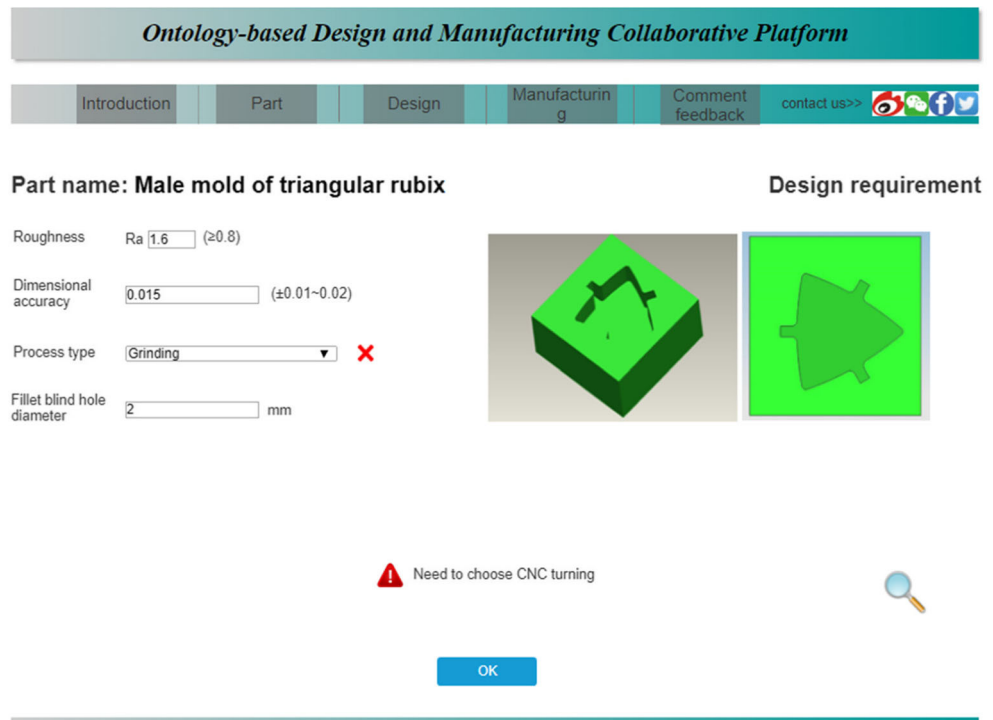 Ontology-based Design and Manufacturing Collaborative Platform
Introduction
Part
Design
Manufacturin
g
Comment
feedback
contact us>>
Part name: Male mold of triangular rubix
Design requirement
Roughness
Ra 1.6 (≥0.8)
Dimensional
accuracy
0.015 (±0.01~0.02)
Process type
Grinding
Fillet blind hole
diameter
2 mm
Need to choose CNC turning
OK